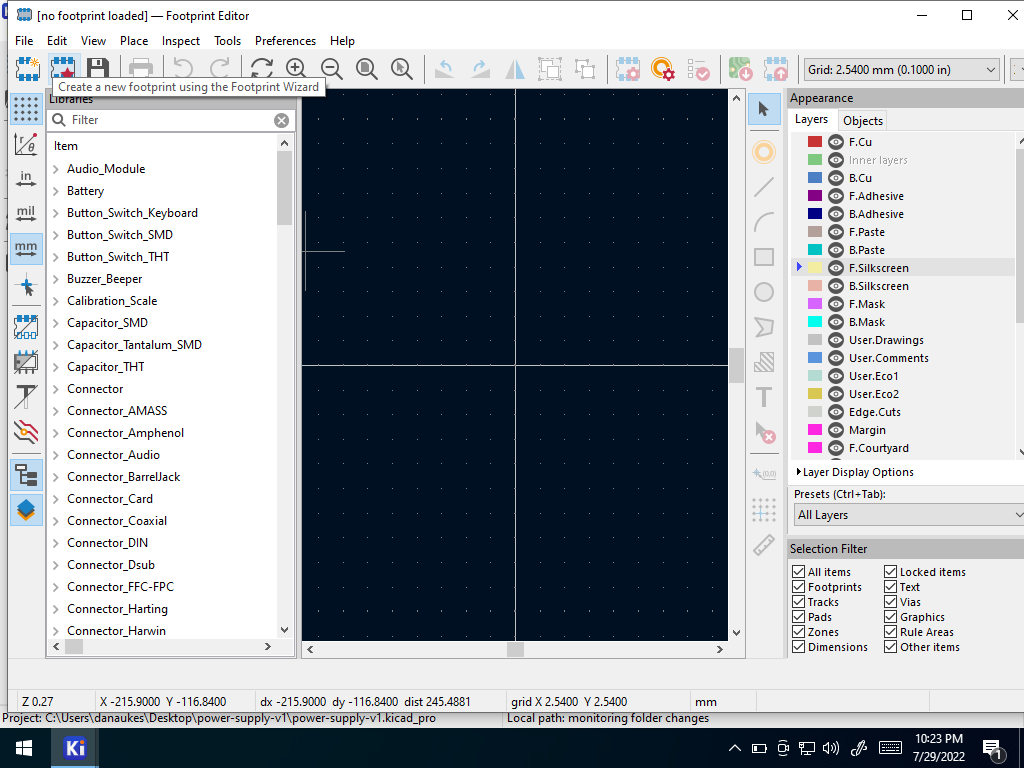 [no footprint loaded] — Footprint Editor
File Edit View Place Inspect Tools Preferences Help
Grid: 2.5400 mm (0.1000 in)
Create a new footprint using the Footprint Wizard
Libraries
Filter
Item
Audio_Module
Battery
Button_Switch_Keyboard
Button_Switch_SMD
Button_Switch_THT
Buzzer_Beeper
Calibration_Scale
Capacitor_SMD
Capacitor_Tantalum_SMD
Capacitor_THT
Connector
Connector_AMASS
Connector_Amphenol
Connector_Audio
Connector_BarrelJack
Connector_Card
Connector_Coaxial
Connector_DIN
Connector_Dsub
Connector_FFC-FPC
Connector_Harting
Connector_Harwin
r θ
in
mil
mm
T
(0,0)
Appearance
Layers Objects
F.Cu
Inner layers
B.Cu
F.Adhesive
B.Adhesive
F.Paste
B.Paste
F.Silkscreen
B.Silkscreen
F.Mask
B.Mask
User.Drawings
User.Comments
User.Eco1
User.Eco2
Edge.Cuts
Margin
F.Courtyard
Layer Display Options
Presets (Ctrl+Tab):
All Layers
Selection Filter
All items Locked items
Footprints Text
Tracks Vias
Pads Graphics
Zones Rule Areas
Dimensions Other items
Z 0.27 X -215.9000 Y -116.8400 dx -215.9000 dy -116.8400 dist 245.4881 grid X 2.5400 Y 2.5400 mm
Project: C:\Users\danaukes\Desktop\power-supply-v1\power-supply-v1.kicad_pro Local path: monitoring folder changes
Ki
10:23 PM
7/29/2022
1